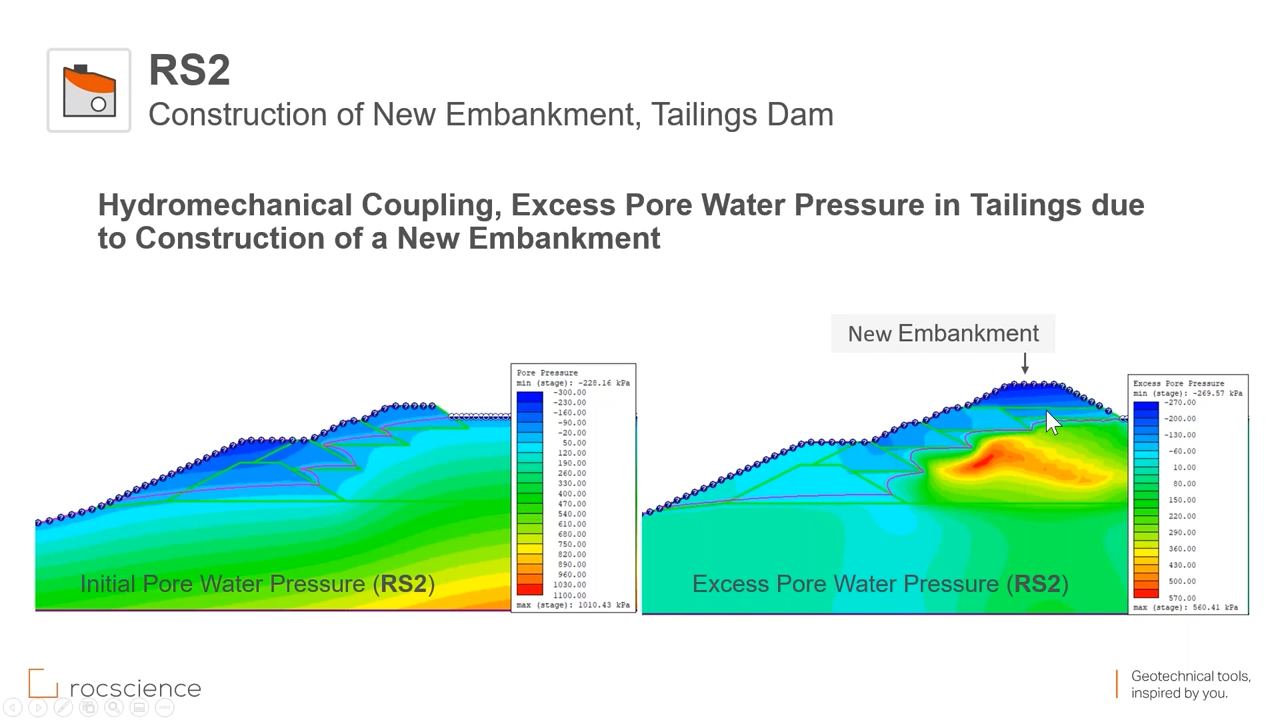 RS2
Construction of New Embankment, Tailings Dam
Hydromechanical Coupling, Excess Pore Water Pressure in Tailings due
to Construction of a New Embankment
New Embankment
Pore Pressure
min (stage): -228.16 kPa
-300.00
-230.00
-160.00
-90.00
-20.00
50.00
120.00
190.00
260.00
330.00
400.00
470.00
540.00
610.00
680.00
750.00
820.00
890.00
960.00
1030.00
1100.00
max (stage): 1010.43 kPa
Initial Pore Water Pressure (RS2)
Excess Pore Pressure
min (stage): -269.57 kPa
-270.00
-200.00
-130.00
-60.00
10.00
80.00
150.00
220.00
290.00
360.00
430.00
500.00
570.00
max (stage): 560.41 kPa
Excess Pore Water Pressure (RS2)
rocscience
Geotechnical tools,
inspired by you.